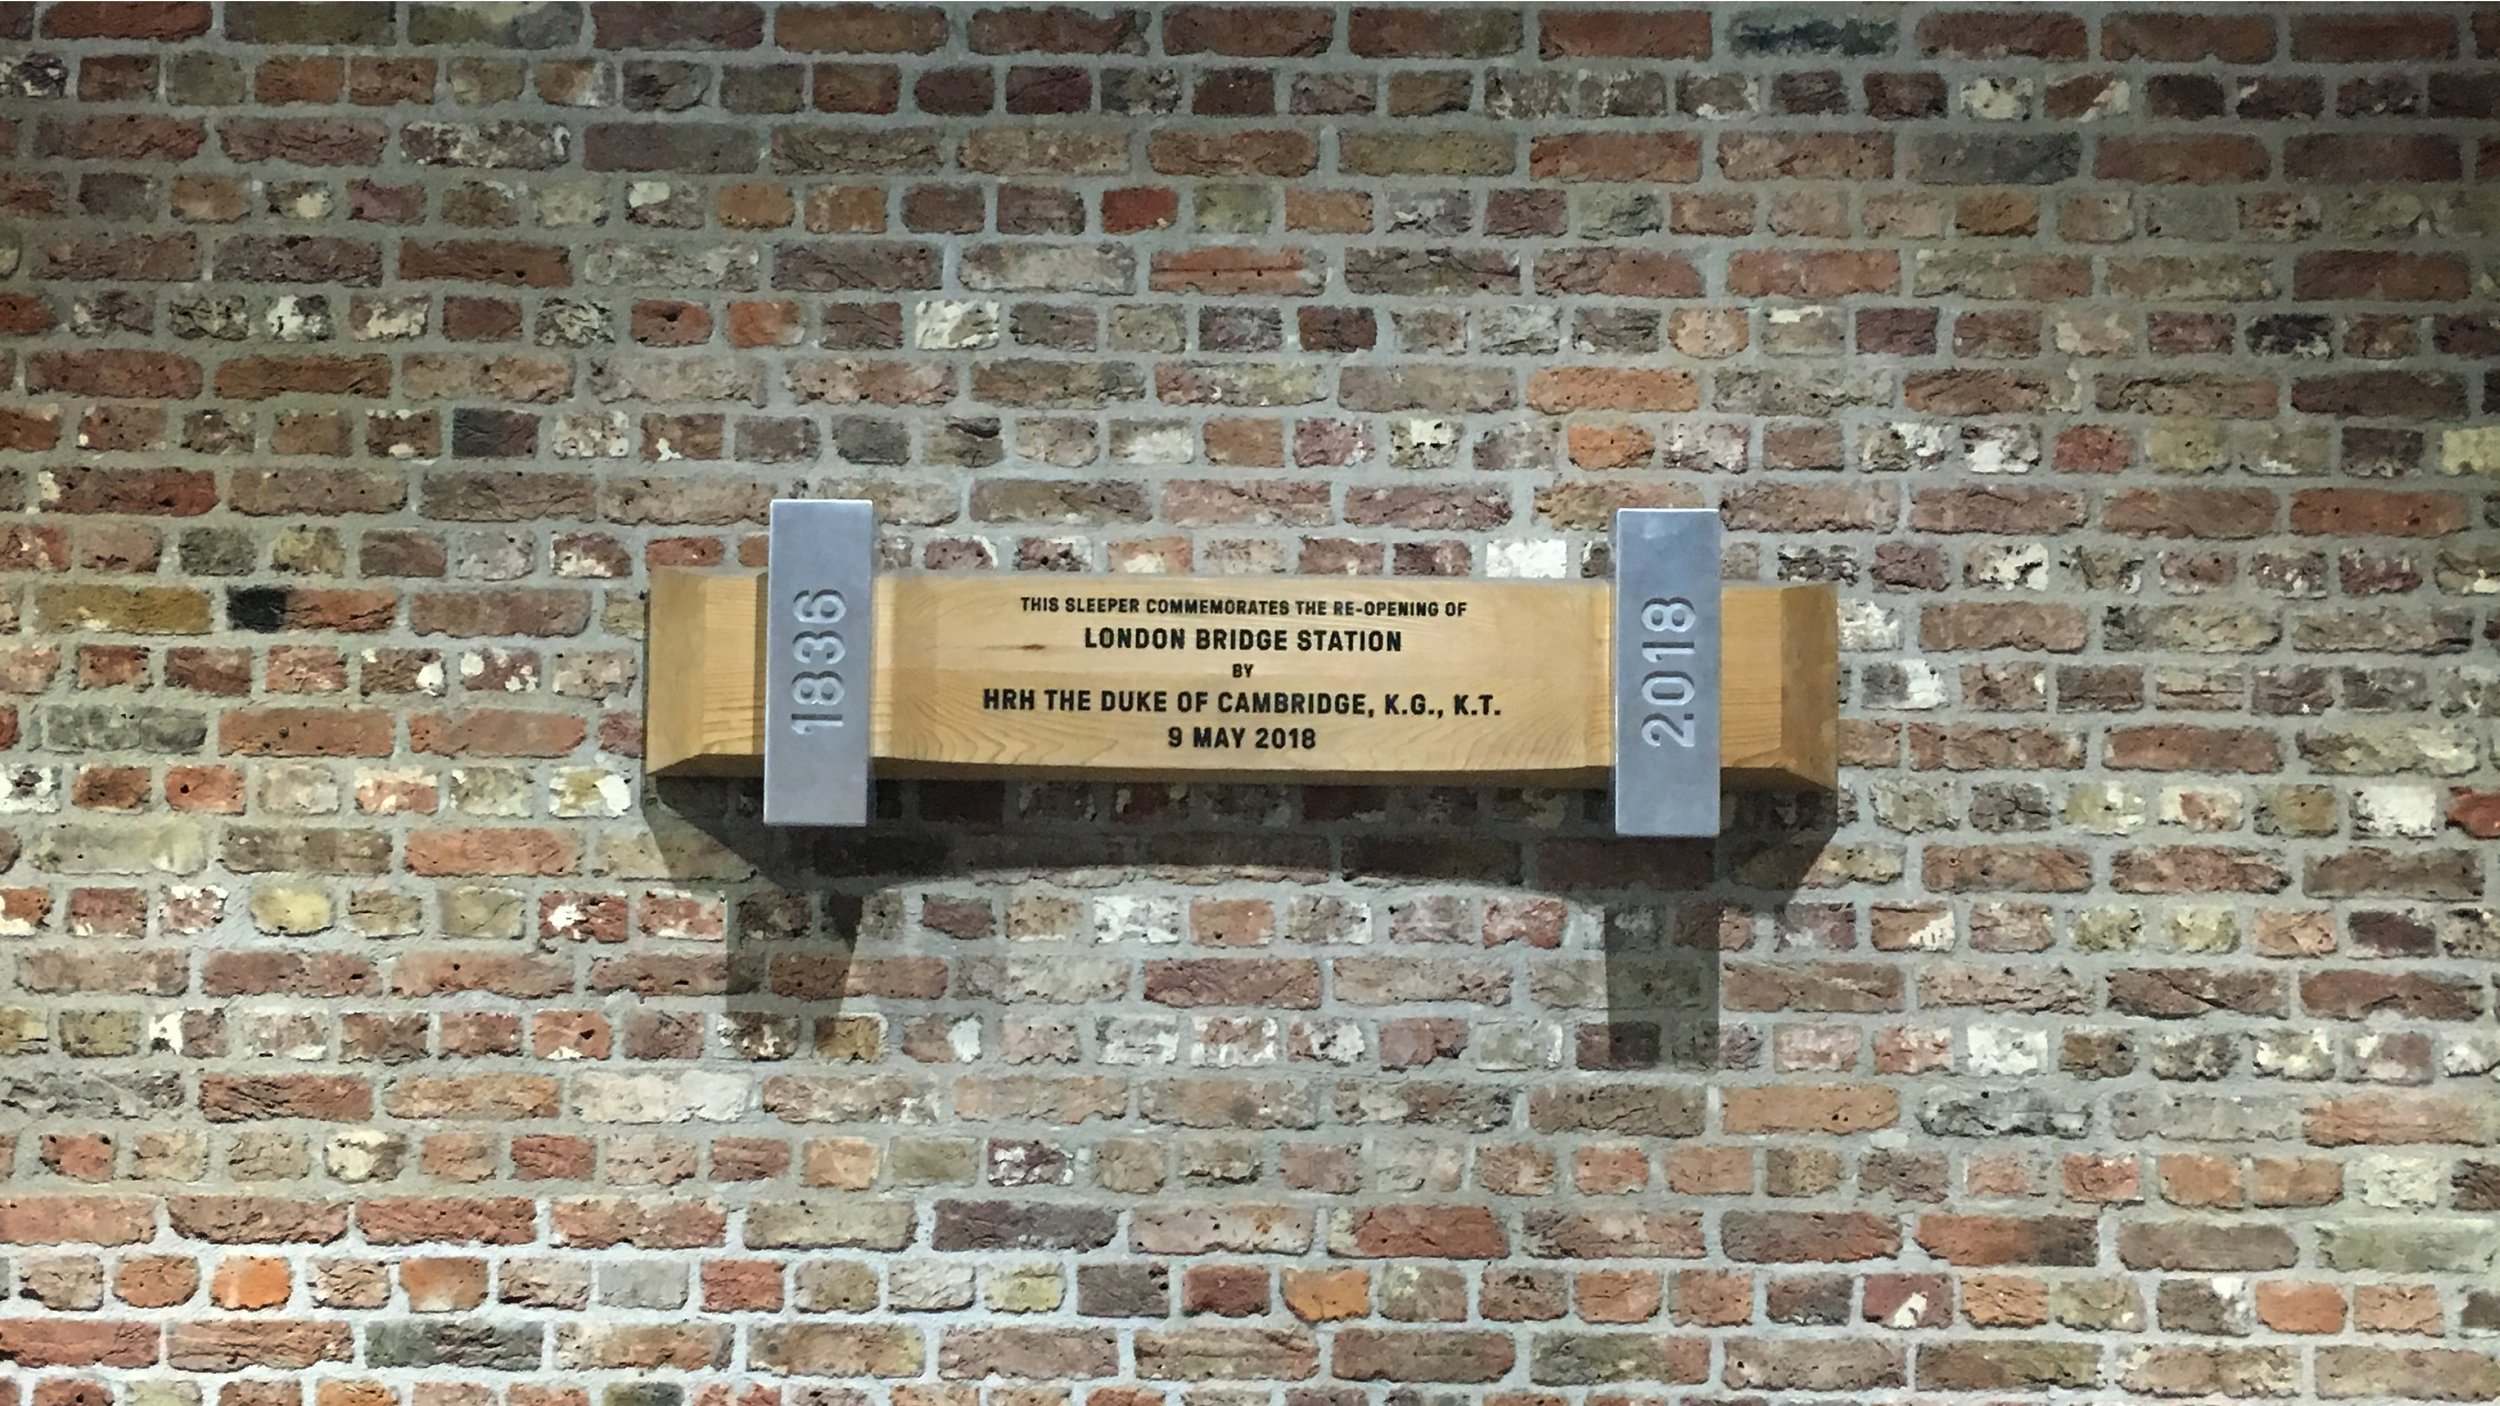 1836
THIS SLEEPER COMMEMORATES THE RE-OPENING OF
LONDON BRIDGE STATION
BY
HRH THE DUKE OF CAMBRIDGE, K.G., K.T.
9 MAY 2018
2018